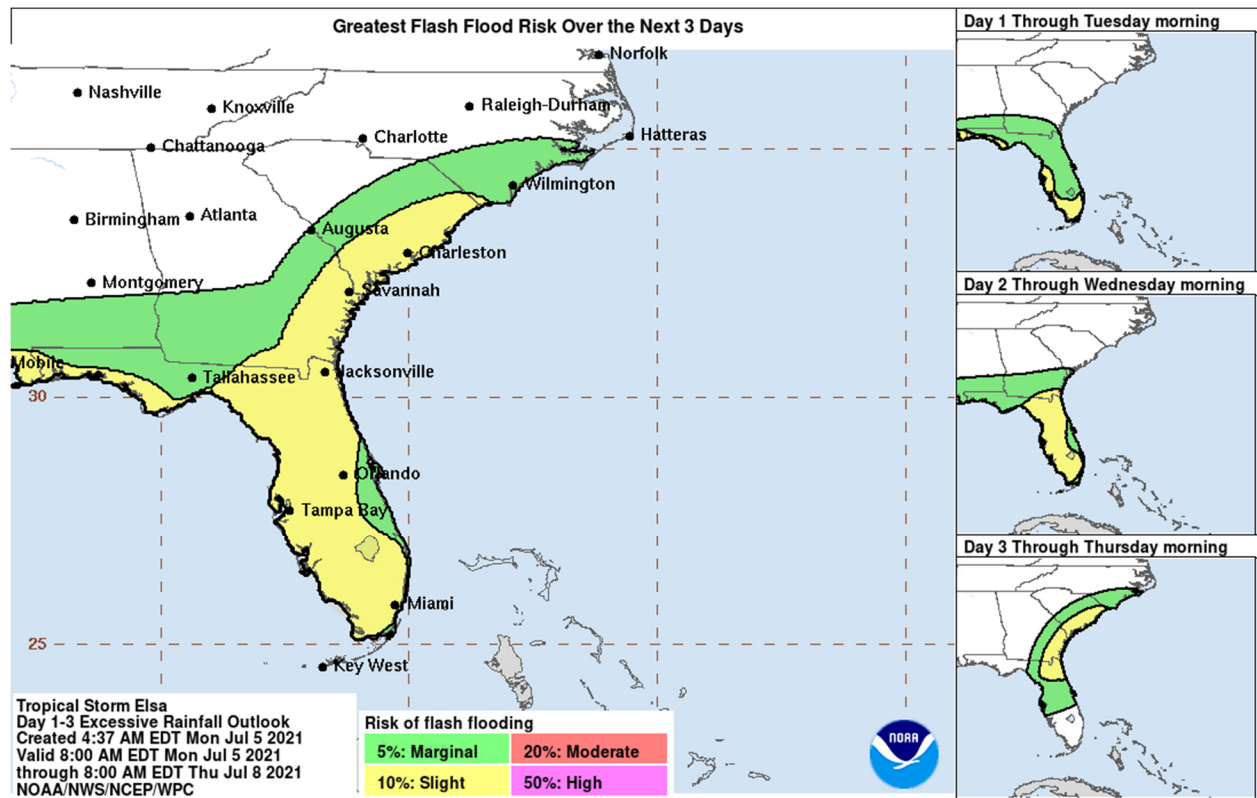 Greatest Flash Flood Risk Over the Next 3 Days
Norfolk
Nashville
Knoxville
Raleigh-Durham
Charlotte
Hatteras
Chattanooga
Wilmington
Birmingham
Atlanta
Augusta
Charleston
Montgomery
Savannah
Mobile
Jacksonville
Tallahassee
30
Orlando
Tampa Bay
Miami
25
Key West
Tropical Storm Elsa
Day 1-3 Excessive Rainfall Outlook
Created 4:37 AM EDT Mon Jul 5 2021
Valid 8:00 AM EDT Mon Jul 5 2021
through 8:00 AM EDT Thu Jul 8 2021
NOAA/NWS/NCEP/WPC
Risk of flash flooding
5%: Marginal
20%: Moderate
10%: Slight
50%: High
NOAA
Day 1 Through Tuesday morning
Day 2 Through Wednesday morning
Day 3 Through Thursday morning